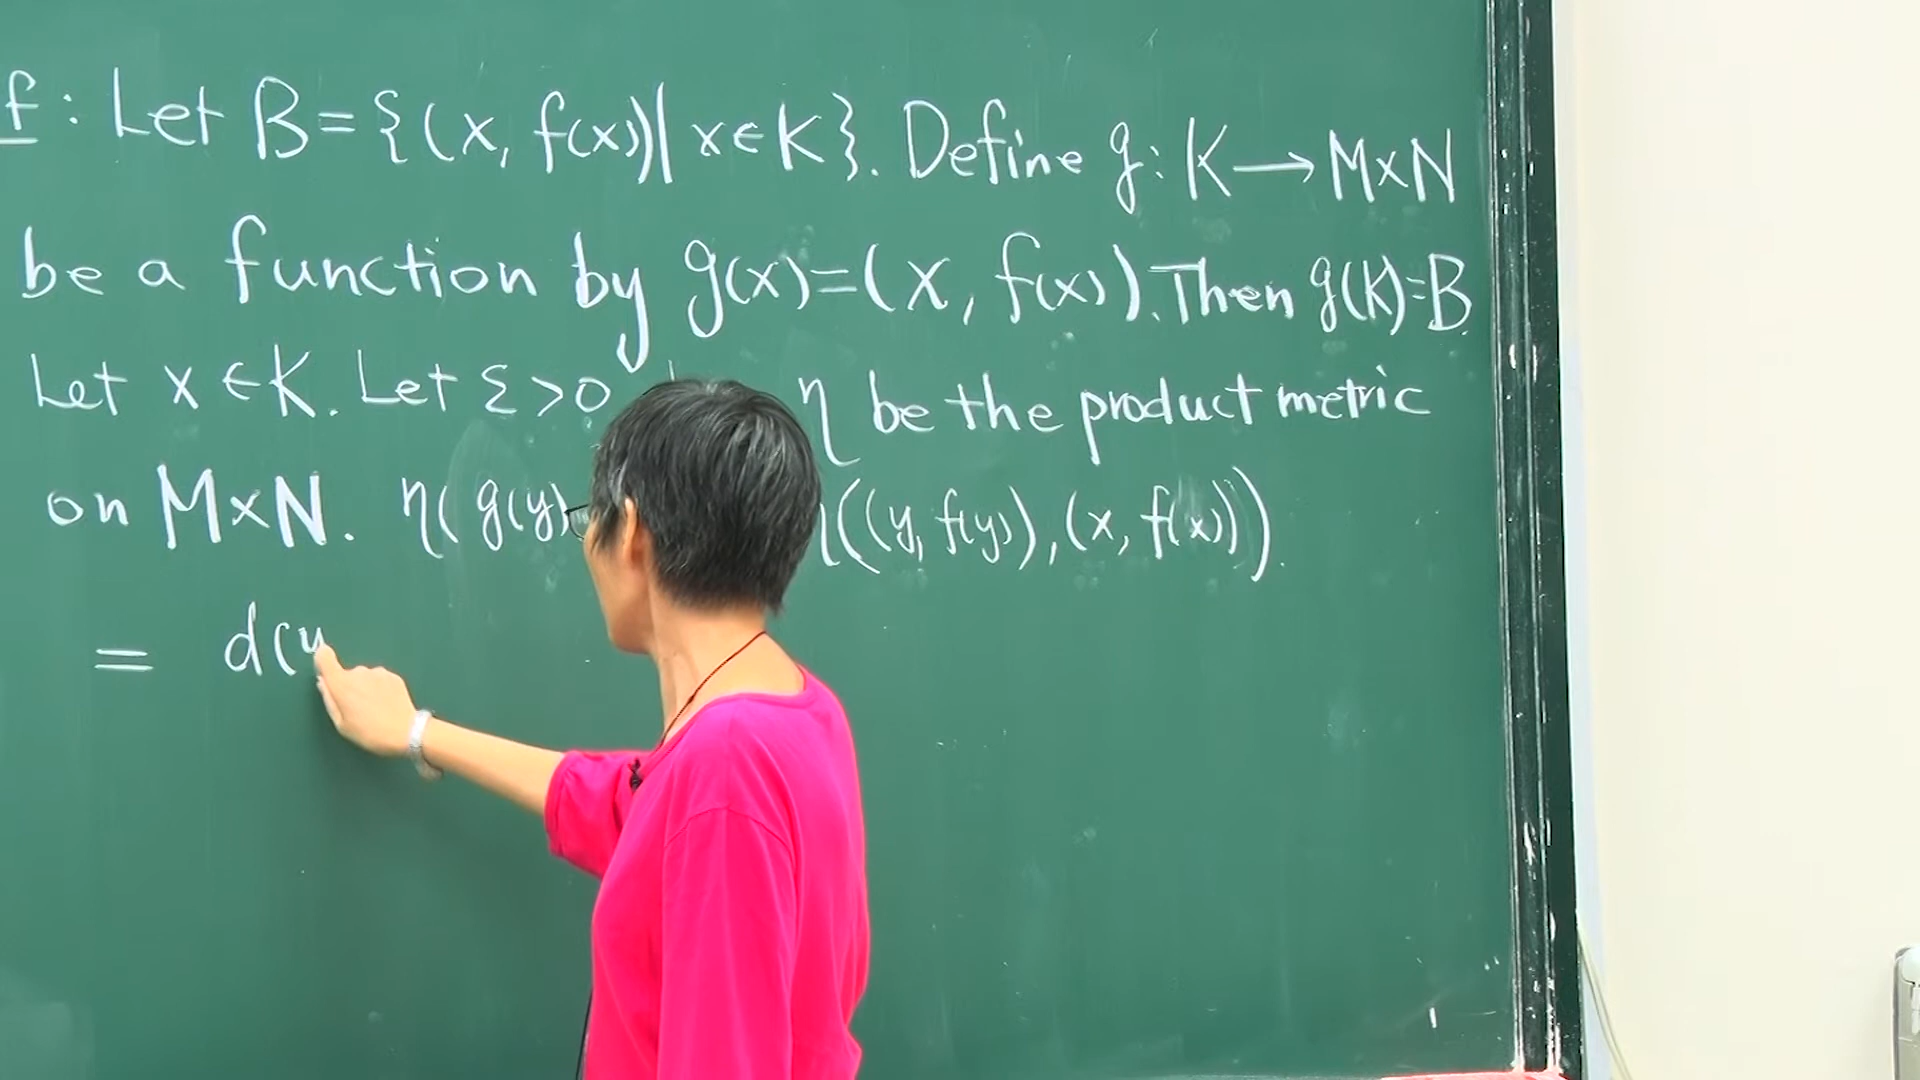 f : Let B = {(x, f(x)) | x ∈ K}. Define g : K → M×N
be a function by g(x) = (x, f(x)). Then g(K) = B.
Let x ∈ K. Let ε > 0 η be the product metric
on M×N. η( g(y) ((y, f(y)), (x, f(x))).
= d(y